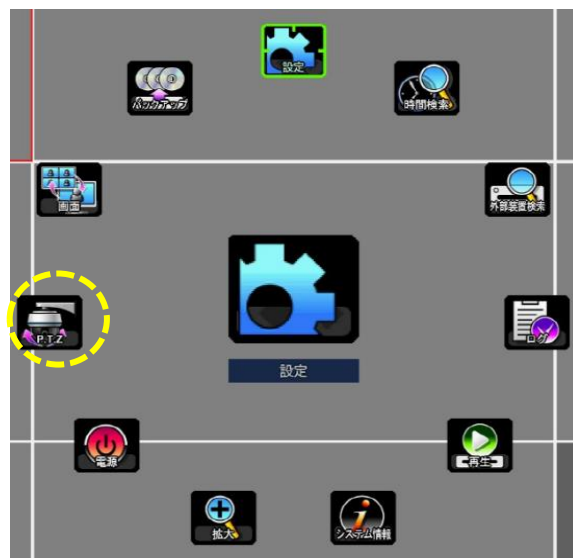 設定
バックアップ
時間検索
画面
外部装置検索
P.T.Z
ログ
設定
電源
再生
拡大
システム情報